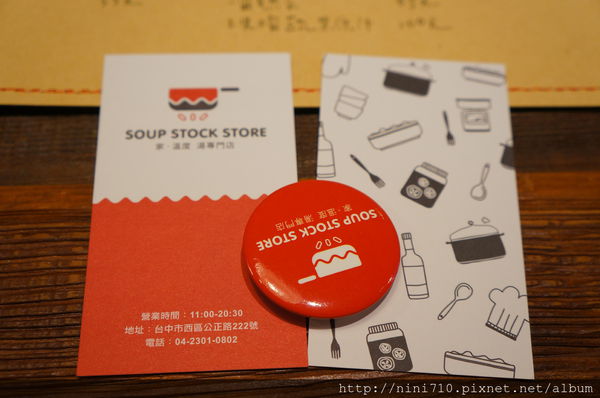 SOUP STOCK STORE
家·溫度 湯專門店
營業時間：11:00-20:30
地址：台中市西區公正路222號
電話：04-2301-0802
SOUP STOCK STORE
家·溫度 湯專門店
http://nini710.pixnet.net/album